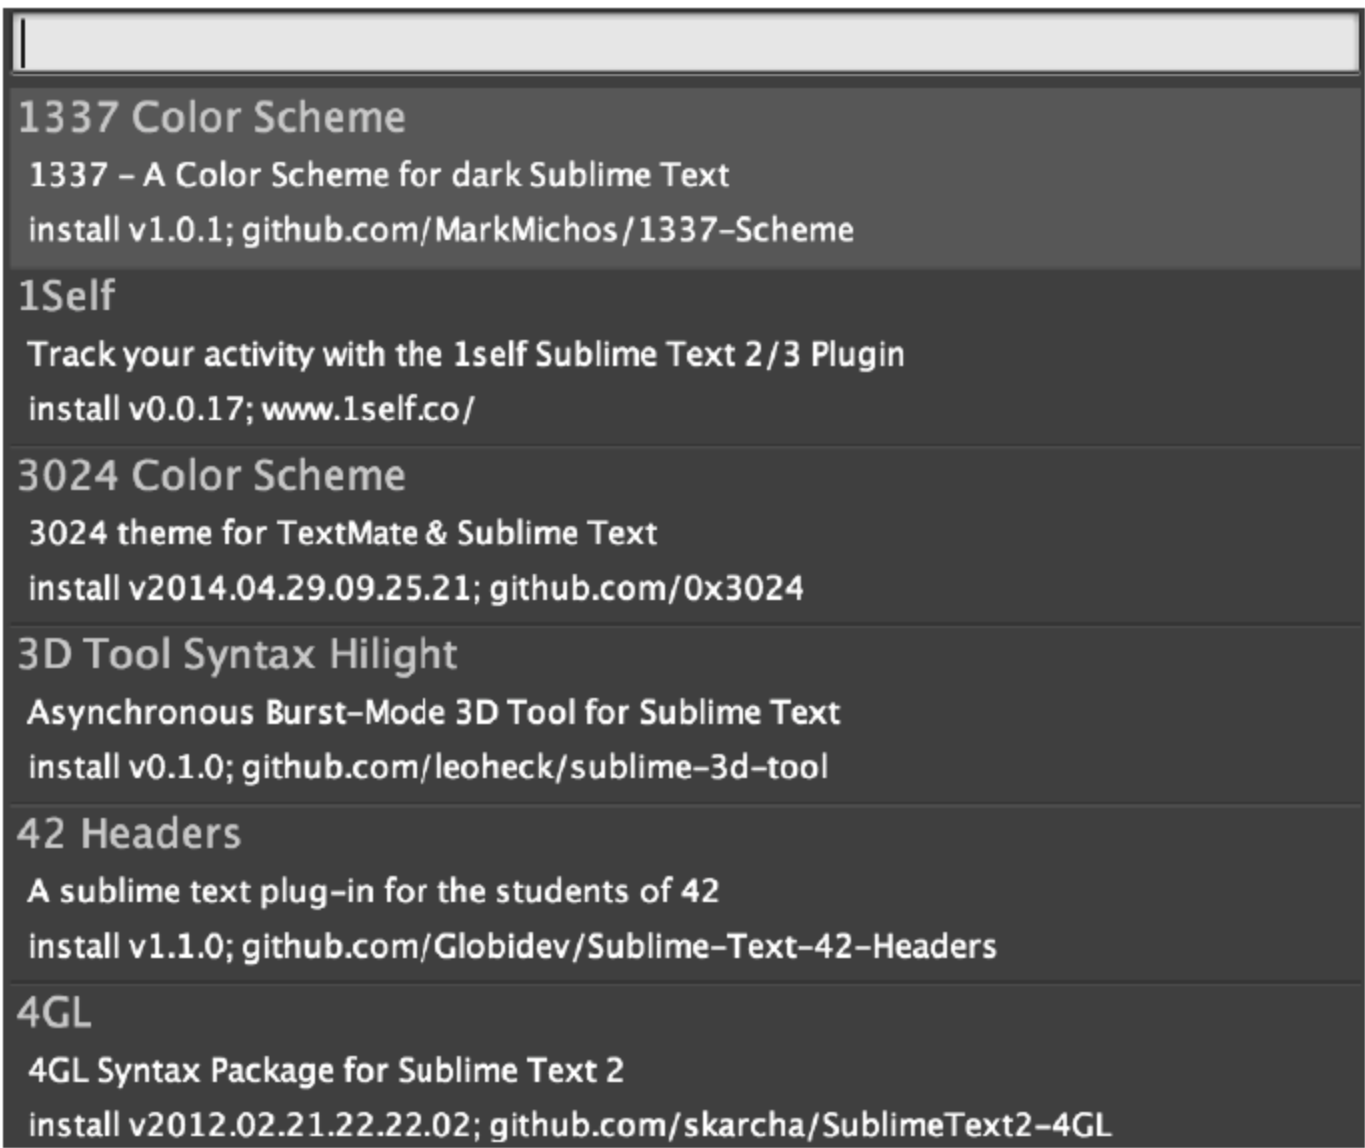 1337 Color Scheme
1337 – A Color Scheme for dark Sublime Text
install v1.0.1; github.com/MarkMichos/1337–Scheme
1Self
Track your activity with the 1self Sublime Text 2/3 Plugin
install v0.0.17; www.1self.co/
3024 Color Scheme
3024 theme for TextMate & Sublime Text
install v2014.04.29.09.25.21; github.com/0x3024
3D Tool Syntax Hilight
Asynchronous Burst–Mode 3D Tool for Sublime Text
install v0.1.0; github.com/leoheck/sublime–3d–tool
42 Headers
A sublime text plug–in for the students of 42
install v1.1.0; github.com/Globidev/Sublime–Text–42–Headers
4GL
4GL Syntax Package for Sublime Text 2
install v2012.02.21.22.22.02; github.com/skarcha/SublimeText2–4GL